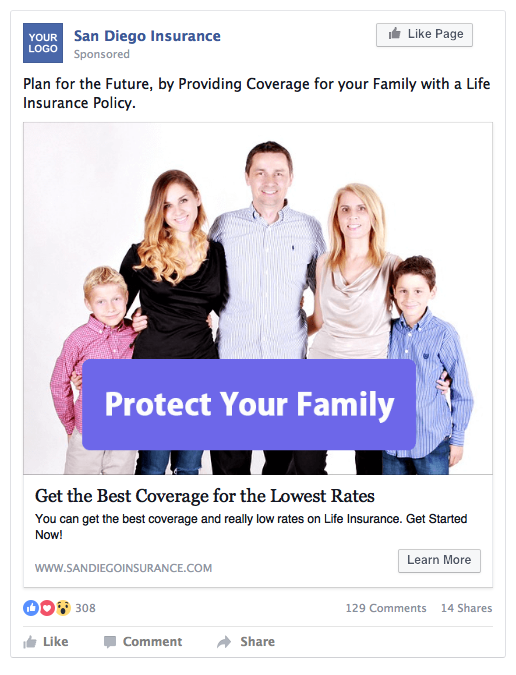 YOUR
LOGO
San Diego Insurance
Sponsored
Like Page
Plan for the Future, by Providing Coverage for your Family with a Life
Insurance Policy.
Protect Your Family
Get the Best Coverage for the Lowest Rates
You can get the best coverage and really low rates on Life Insurance. Get Started
Now!
WWW.SANDIEGOINSURANCE.COM
Learn More
308
129 Comments 14 Shares
Like Comment Share